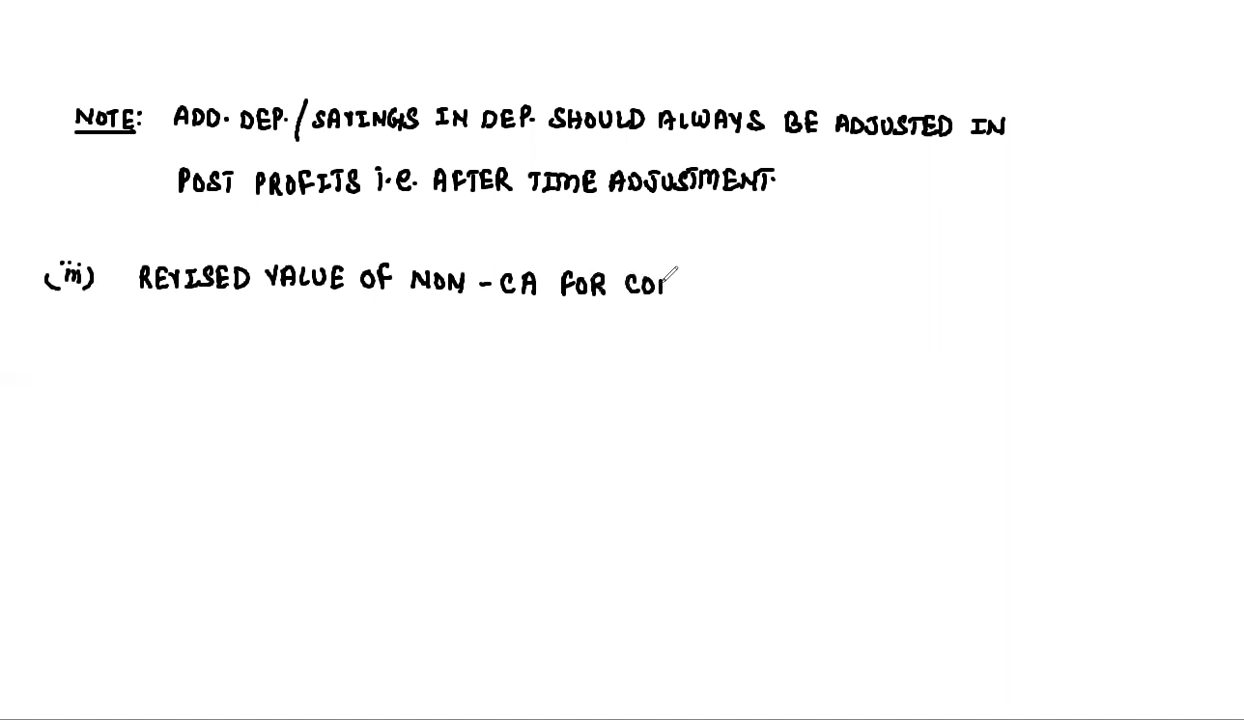 NOTE: ADD. DEP. / SAVINGS IN DEP. SHOULD ALWAYS BE ADJUSTED IN
POST PROFITS i.e. AFTER TIME ADJUSTMENT.
(iii) REVISED VALUE OF NON - CA FOR